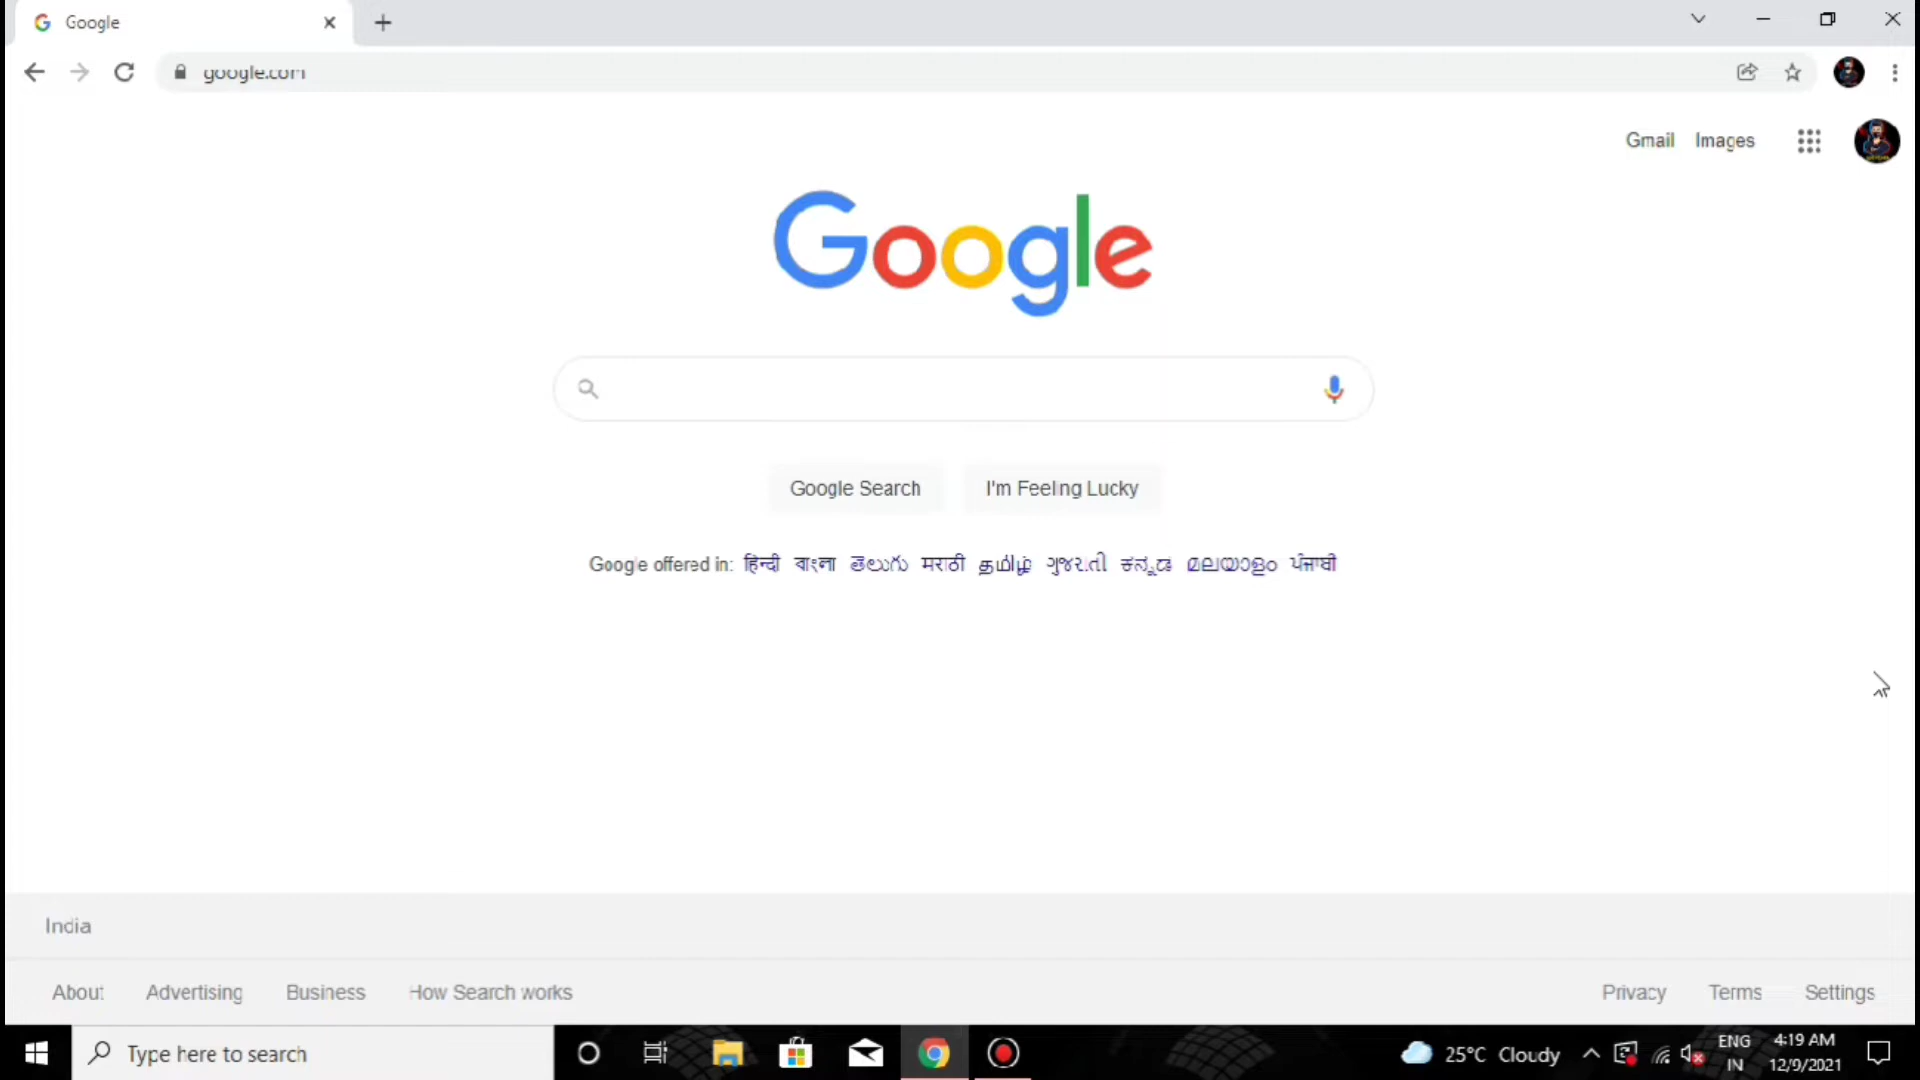 Google
google.com
Gmail Images
Google
Google Search I'm Feeling Lucky
Google offered in: हिन्दी বাংলা తెలుగు मराठी தமிழ் ગુજરાતી ಕನ್ನಡ മലയാളം ਪੰਜਾਬੀ
India
About Advertising Business How Search works Privacy Terms Settings
Type here to search 25°C Cloudy ENG 4:19 AM
IN 12/9/2021